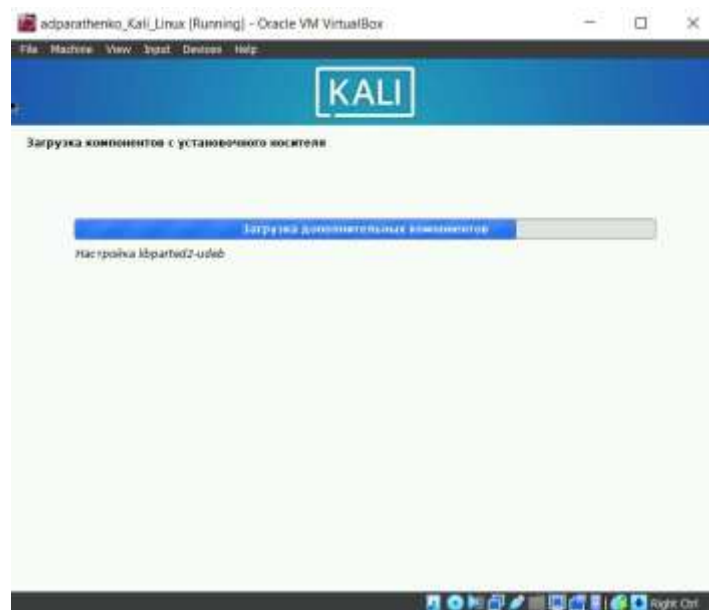 adparathenko_Kali_Linux [Running] - Oracle VM VirtualBox
File Machine View Input Devices Help
KALI
Загрузка компонентов с установочного носителя
Загрузка дополнительных компонентов
Настройка libparted2-udeb
Right Ctrl